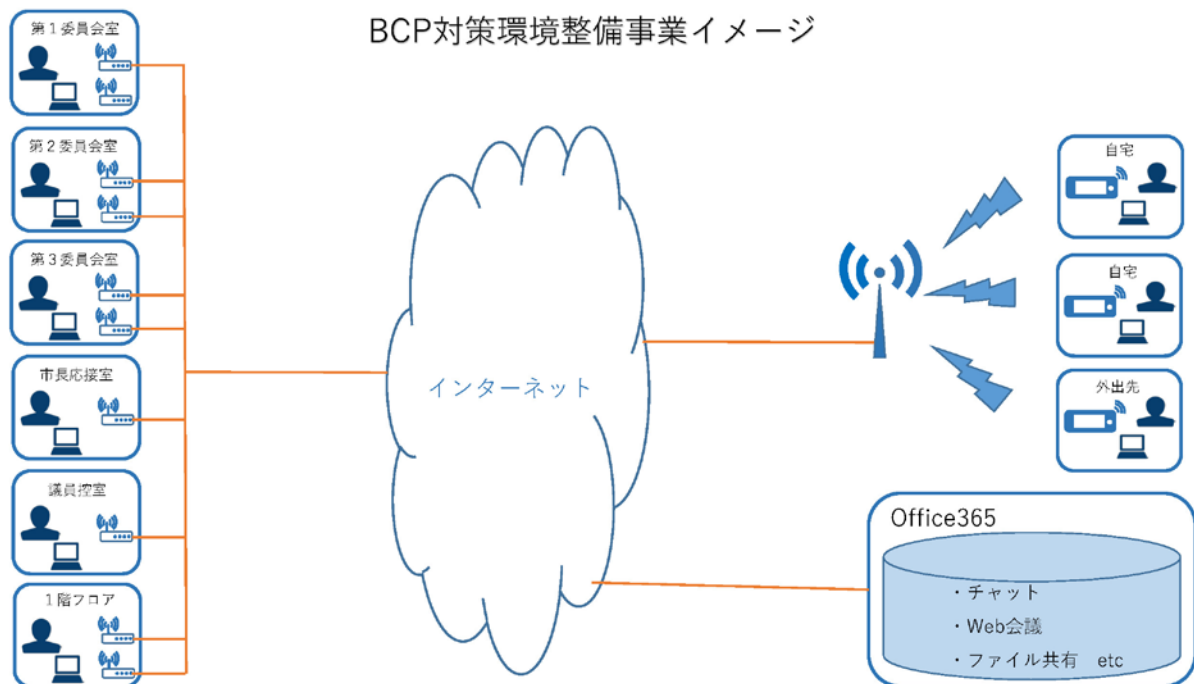 BCP対策環境整備事業イメージ
第１委員会室
第２委員会室
第３委員会室
市長応接室
議員控室
１階フロア
インターネット
自宅
自宅
外出先
Office365
・チャット
・Web会議
・ファイル共有　etc